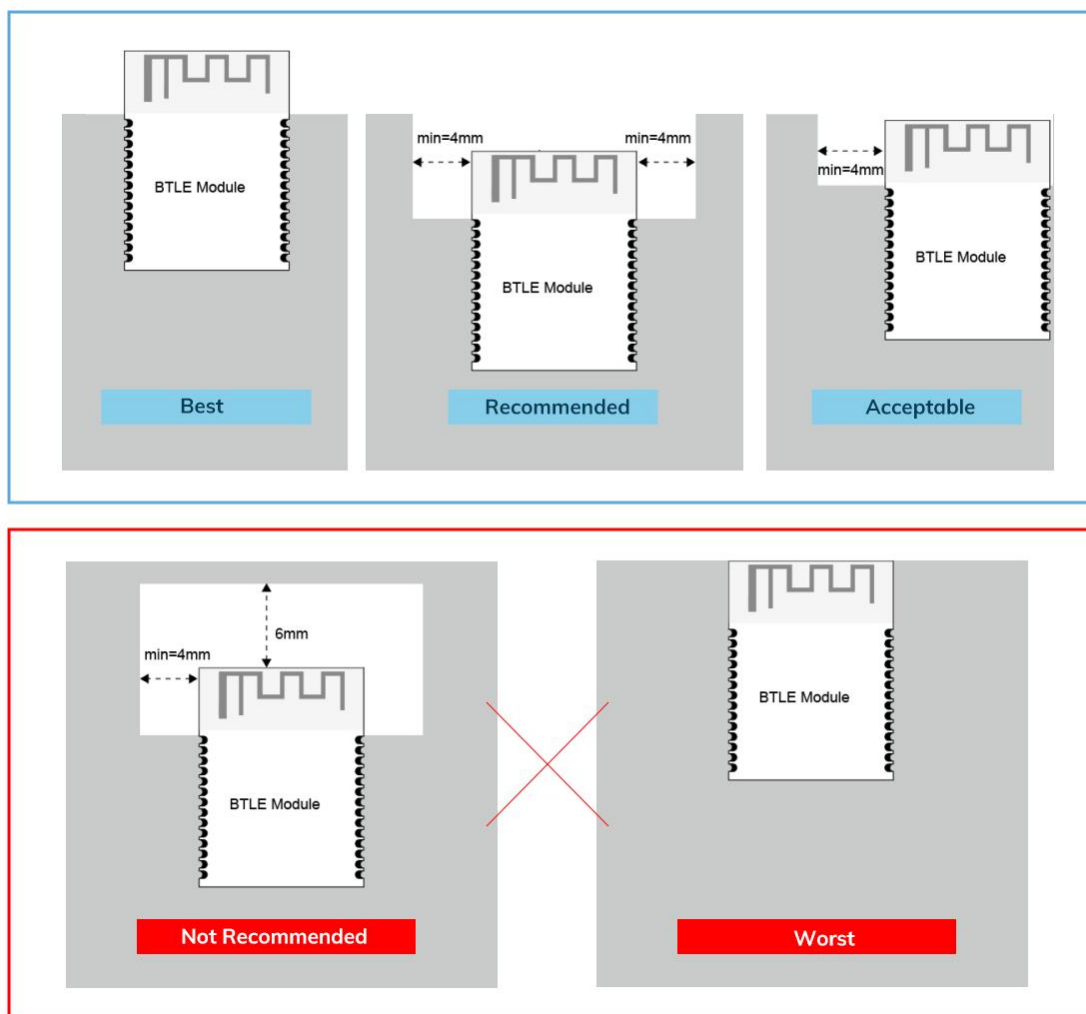 BTLE Module
Best
min=4mm
min=4mm
BTLE Module
Recommended
min=4mm
BTLE Module
Acceptable
6mm
min=4mm
BTLE Module
Not Recommended
BTLE Module
Worst